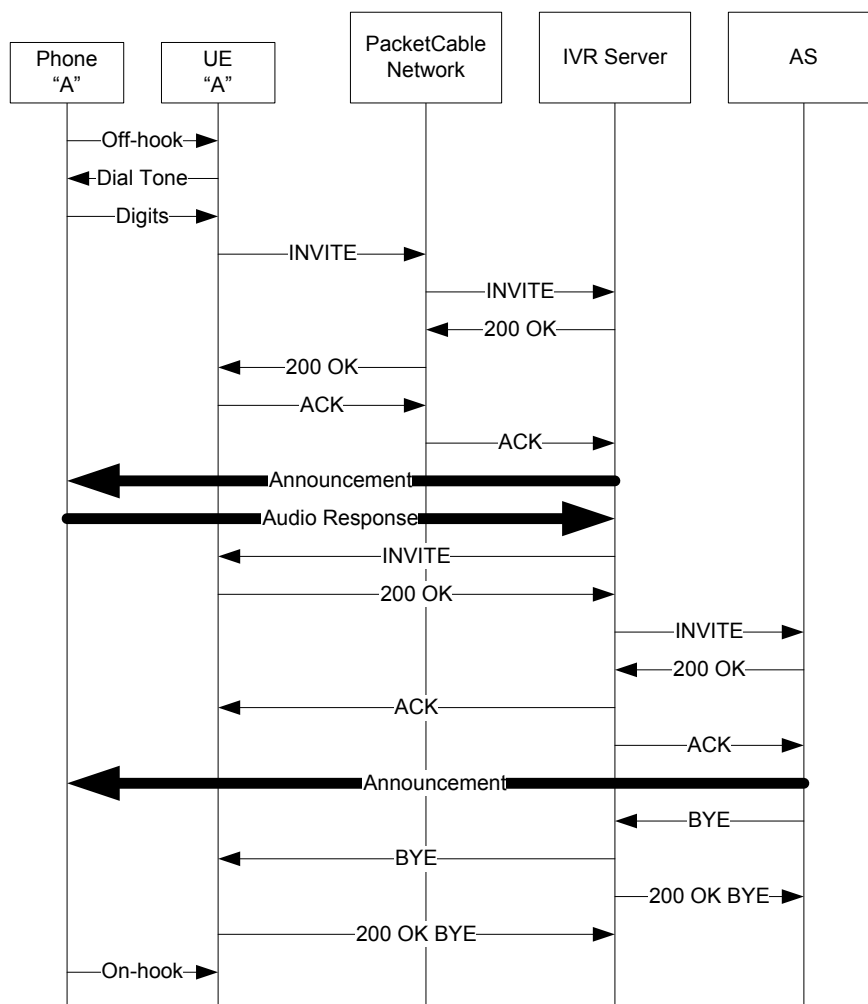 Phone
“A”
UE
“A”
PacketCable
Network
IVR Server
AS
Off-hook
Dial Tone
Digits
INVITE
INVITE
200 OK
200 OK
ACK
ACK
Announcement
Audio Response
INVITE
200 OK
INVITE
200 OK
ACK
ACK
Announcement
BYE
BYE
200 OK BYE
200 OK BYE
On-hook